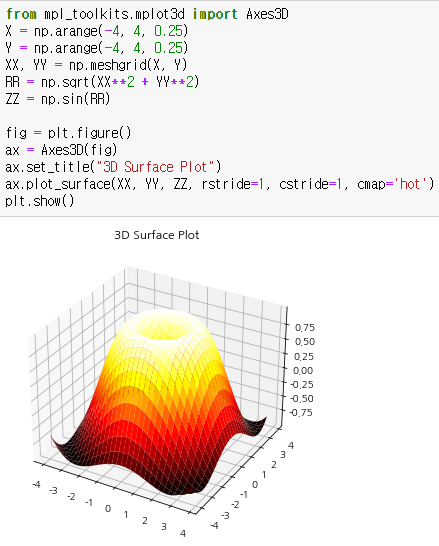 from mpl_toolkits.mplot3d import Axes3D
X = np.arange(-4, 4, 0.25)
Y = np.arange(-4, 4, 0.25)
XX, YY = np.meshgrid(X, Y)
RR = np.sqrt(XX**2 + YY**2)
ZZ = np.sin(RR)

fig = plt.figure()
ax = Axes3D(fig)
ax.set_title("3D Surface Plot")
ax.plot_surface(XX, YY, ZZ, rstride=1, cstride=1, cmap='hot')
plt.show()
3D Surface Plot
0,75
0,50
0,25
0,00
-0,25
-0,50
-0,75
-4 -3 -2 -1 0 1 2 3 4
-4 -3 -2 -1 0 1 2 3 4